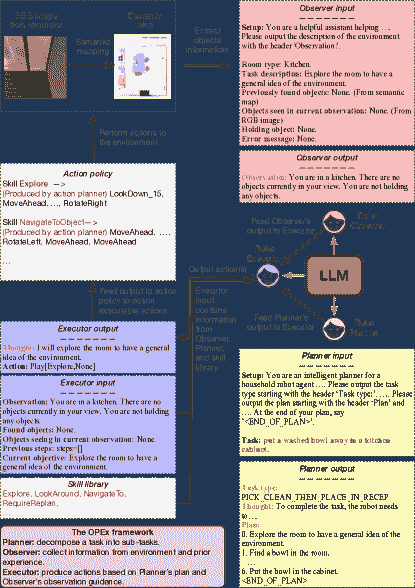 RGB image
from simulator
Semantic
map
Semantic
mapping
Extract
objects
information
Perform actions to
the environment
Action policy
Skill Explore —>
(Produced by action planner) LookDown_15,
MoveAhead, …, RotateRight
Skill NavigateToObject—>
(Produced by action planner) MoveAhead, ….,
RotateLeft, MoveAhead, MoveAhead
…
Feed output to action
policy to obtain
executable actions
Executor output
Thought: I will explore the room to have a general
idea of the environment.
Action: Play[Explore,None]
Executor input
Observation: You are in a kitchen. There are no
objects currently in your view. You are not holding
any objects.
Found objects: None.
Objects seeing in current observation: None.
Previous steps: steps=[]
Current objective: Explore the room to have a
general idea of the environment.
Skill library
Explore, LookAround, NavigateTo,
RequireReplan,
The OPEx framework
Planner: decompose a task into sub-tasks.
Observer: collect information from environment and prior
experience.
Executor: produce actions based on Planner's plan and
Observer's observation guidance.
Observer input
Setup: You are a helpful assistant helping ….
Please output the description of the environment
with the header 'Observation'.
Room type: Kitchen.
Task description: Explore the room to have a
general idea of the environment.
Previously found objects: None. (From semantic
map)
Objects seen in current observation: None. (From
RGB image)
Holding object: None.
Error message: None.
Observer output
Observation: You are in a kitchen. There are no
objects currently in your view. You are not holding
any objects.
Feed Observer's
output to Executor
Output action(s)
Executor
input
contains
information
from
Observer,
Planner,
and skill
library
LLM
Feed Planner's
output to Executor
Planner input
Setup: You are an intelligent planner for a
household robot agent …. Please output the task
type starting with the header 'Task type:'. …. Please
output the plan starting with the header 'Plan' and
…. At the end of your plan, say
'<END_OF_PLAN>'.
Task: put a washed bowl away in a kitchen
cabinet.
Planner output
Task type:
PICK_CLEAN_THEN_PLACE_IN_RECEP
Thought: To complete the task, the robot needs
to…
Plan:
0. Explore the room to have a general idea of the
environment.
1. Find a bowl in the room.
…
6. Put the bowl in the cabinet.
<END_OF_PLAN>